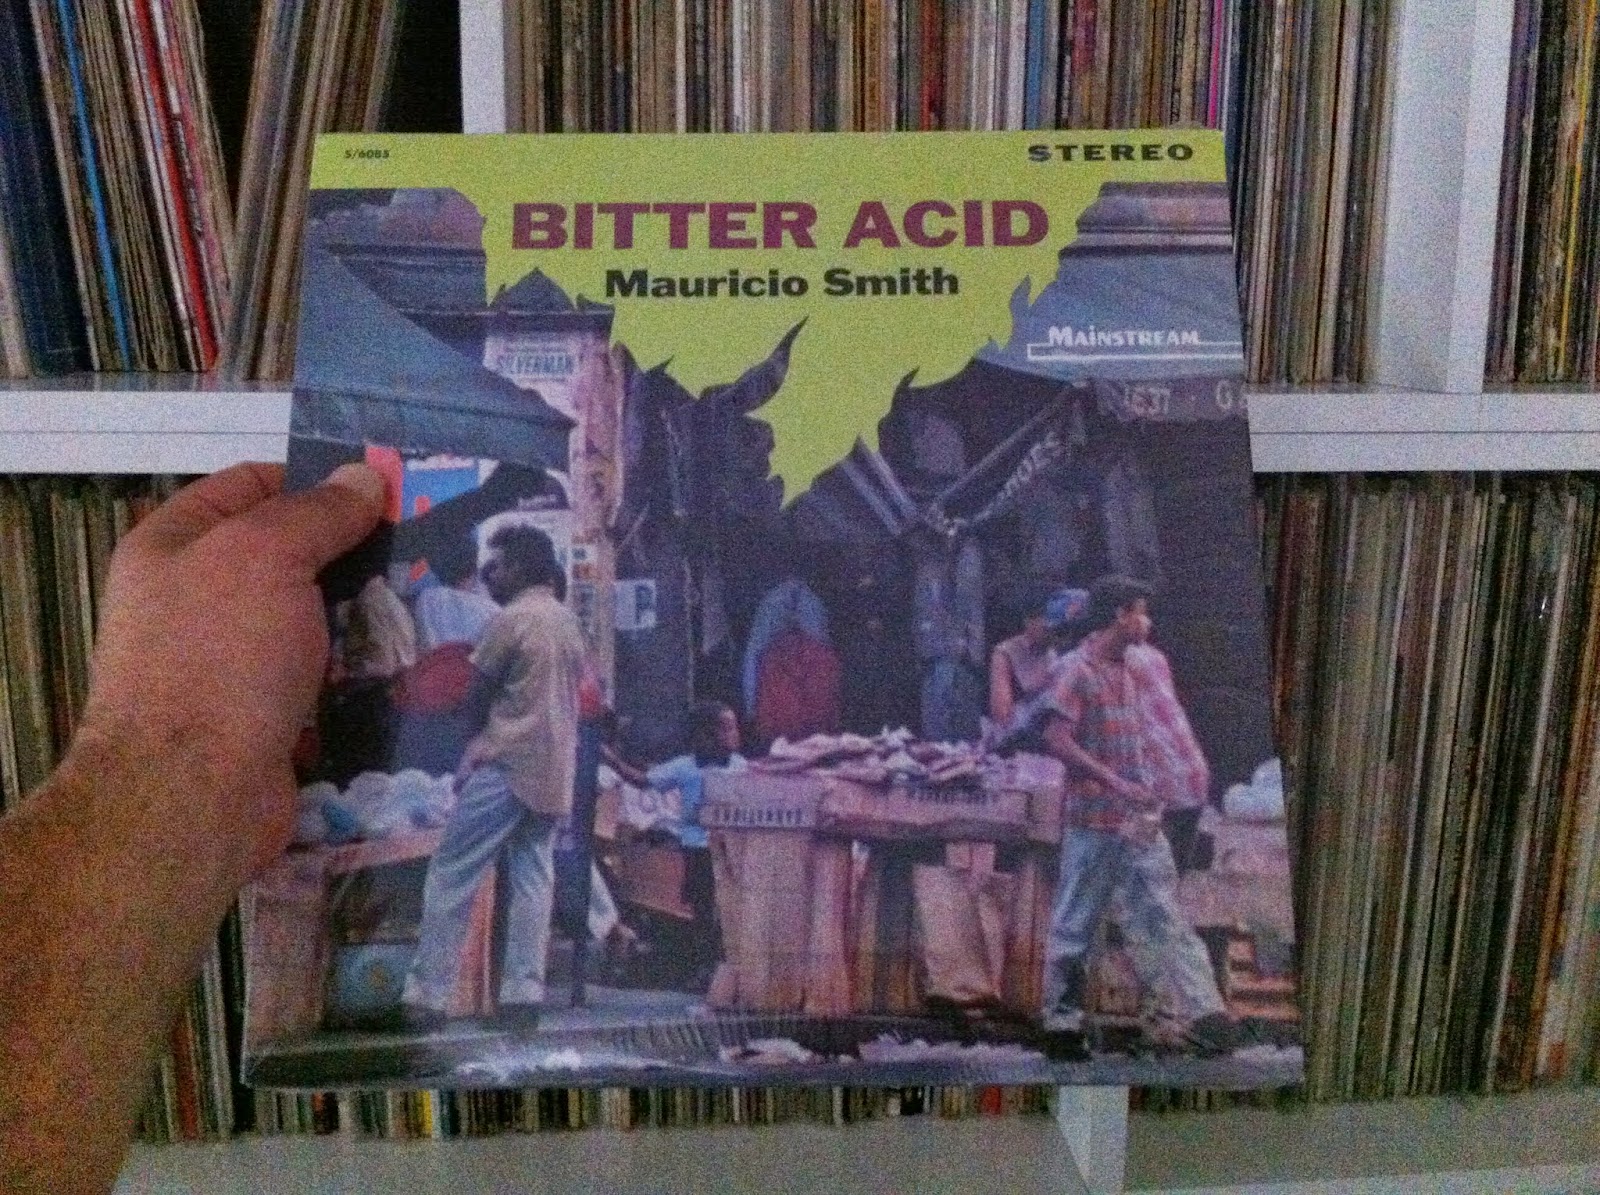 S/6085
STEREO
BITTER ACID
Mauricio Smith
MAINSTREAM
SILVERMAN